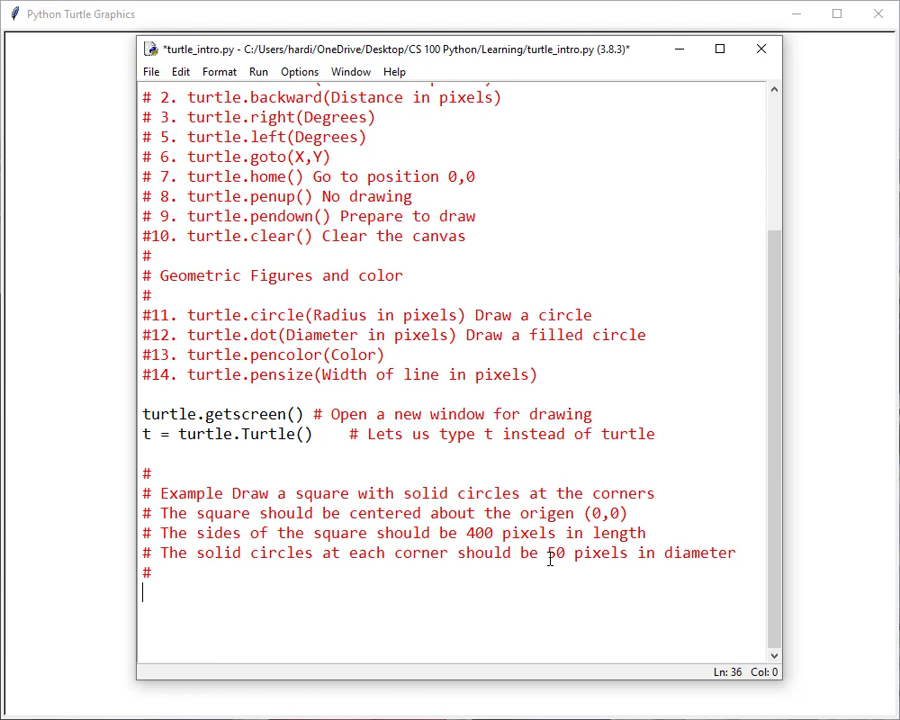 Python Turtle Graphics
*turtle_intro.py - C:/Users/hardi/OneDrive/Desktop/CS 100 Python/Learning/turtle_intro.py (3.8.3)*
File Edit Format Run Options Window Help
# 2. turtle.backward(Distance in pixels)
# 3. turtle.right(Degrees)
# 5. turtle.left(Degrees)
# 6. turtle.goto(X,Y)
# 7. turtle.home() Go to position 0,0
# 8. turtle.penup() No drawing
# 9. turtle.pendown() Prepare to draw
#10. turtle.clear() Clear the canvas
#
# Geometric Figures and color
#
#11. turtle.circle(Radius in pixels) Draw a circle
#12. turtle.dot(Diameter in pixels) Draw a filled circle
#13. turtle.pencolor(Color)
#14. turtle.pensize(Width of line in pixels)
turtle.getscreen() # Open a new window for drawing
t = turtle.Turtle() # Lets us type t instead of turtle
#
# Example Draw a square with solid circles at the corners
# The square should be centered about the origen (0,0)
# The sides of the square should be 400 pixels in length
# The solid circles at each corner should be 50 pixels in diameter
#
Ln: 36 Col: 0